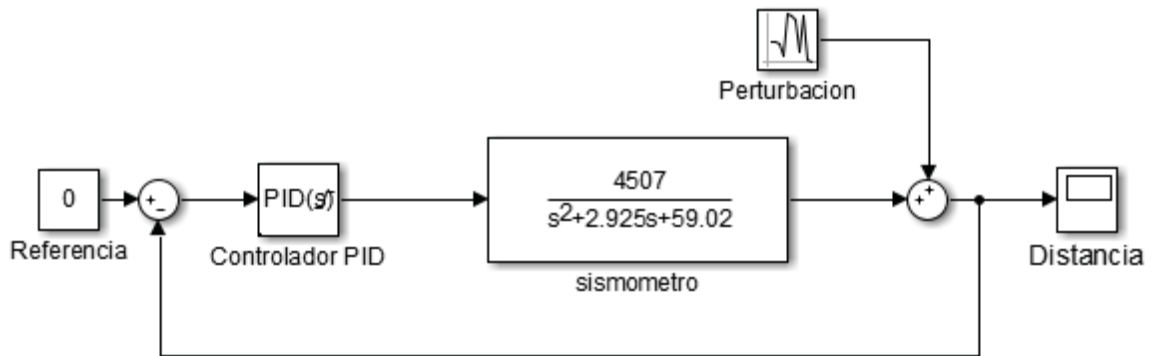 Perturbacion
0
+
−
PID(s)
4507
s²+2.925s+59.02
+
+
Referencia
Controlador PID
sismometro
Distancia